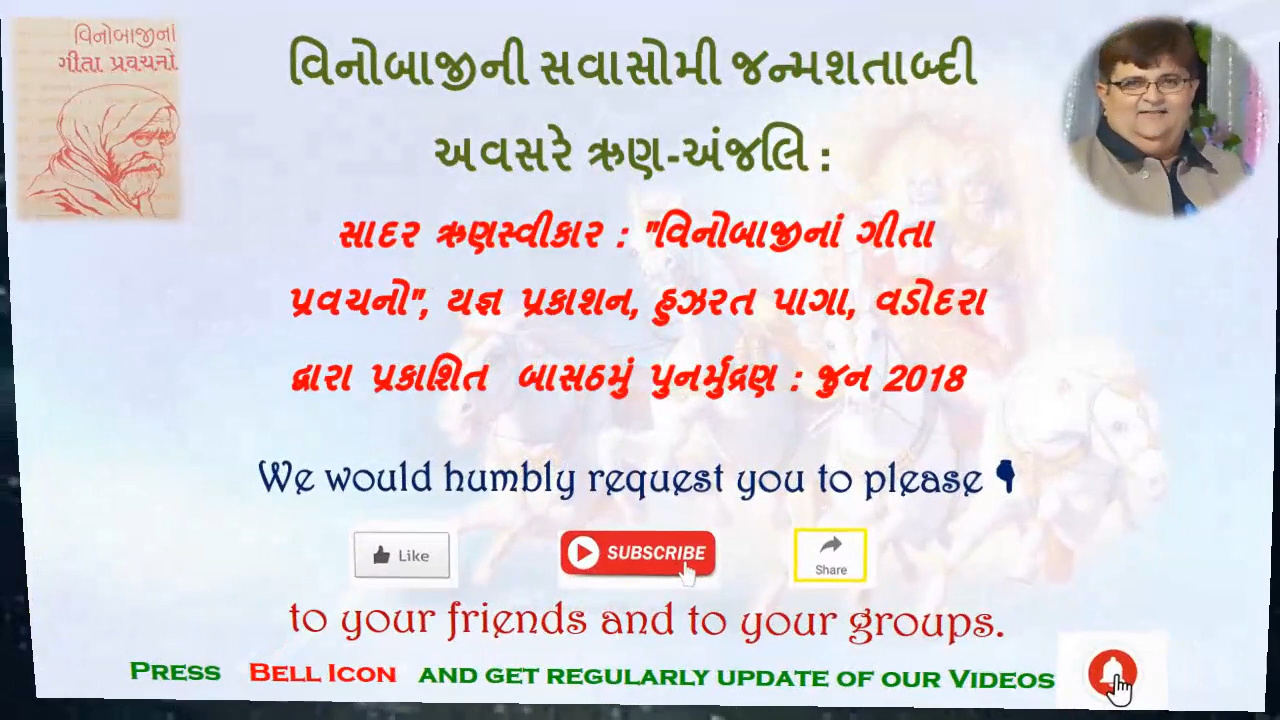 વિનોબાજીનાં
ગીતા પ્રવચનો
વિનોબાજીની સવાસોમી જન્મશતાબ્દી
અવસરે ઋણ-અંજલિ :
સાદર ઋણસ્વીકાર : "વિનોબાજીનાં ગીતા
પ્રવચનો", યજ્ઞ પ્રકાશન, હુઝરત પાગા, વડોદરા
દ્વારા પ્રકાશિત બાસઠમું પુનર્મુદ્રણ : જુન 2018
We would humbly request you to please 👇
Like SUBSCRIBE Share
to your friends and to your groups.
PRESS BELL ICON AND GET REGULARLY UPDATE OF OUR VIDEOS